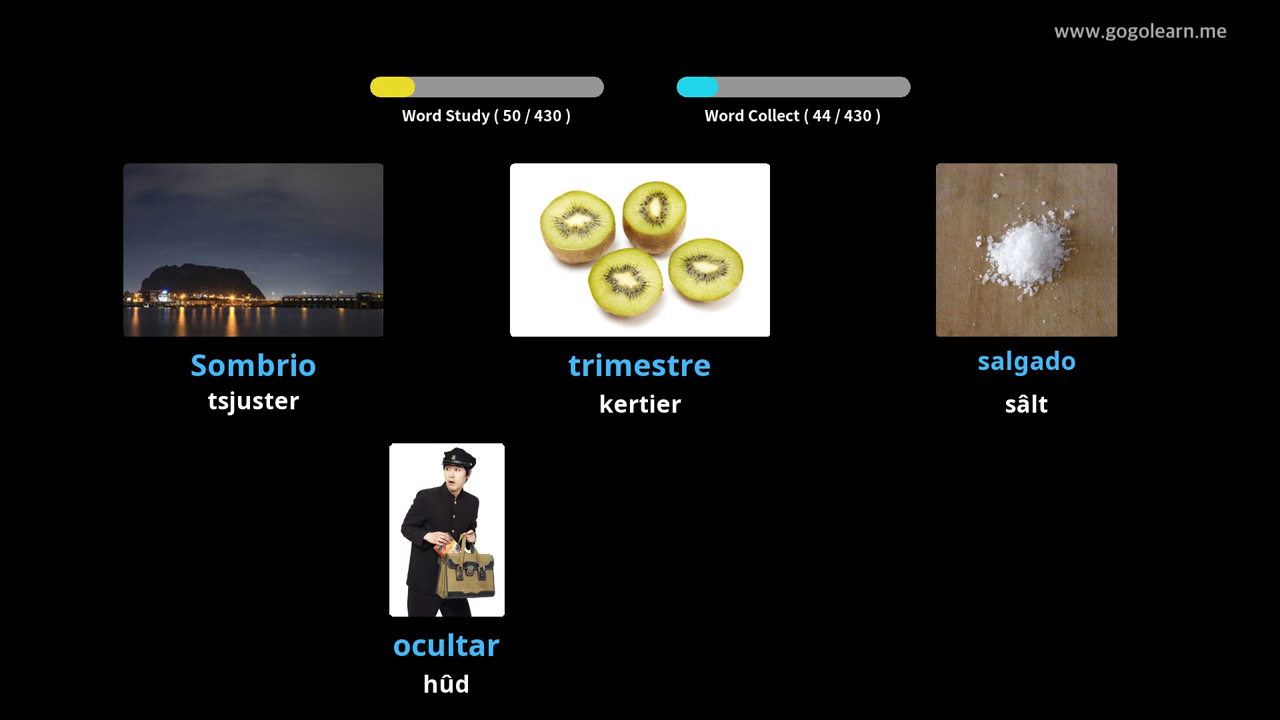 www.gogolearn.me
Word Study ( 50 / 430 )
Word Collect ( 44 / 430 )
Sombrio
tsjuster
trimestre
kertier
salgado
sâlt
ocultar
hûd